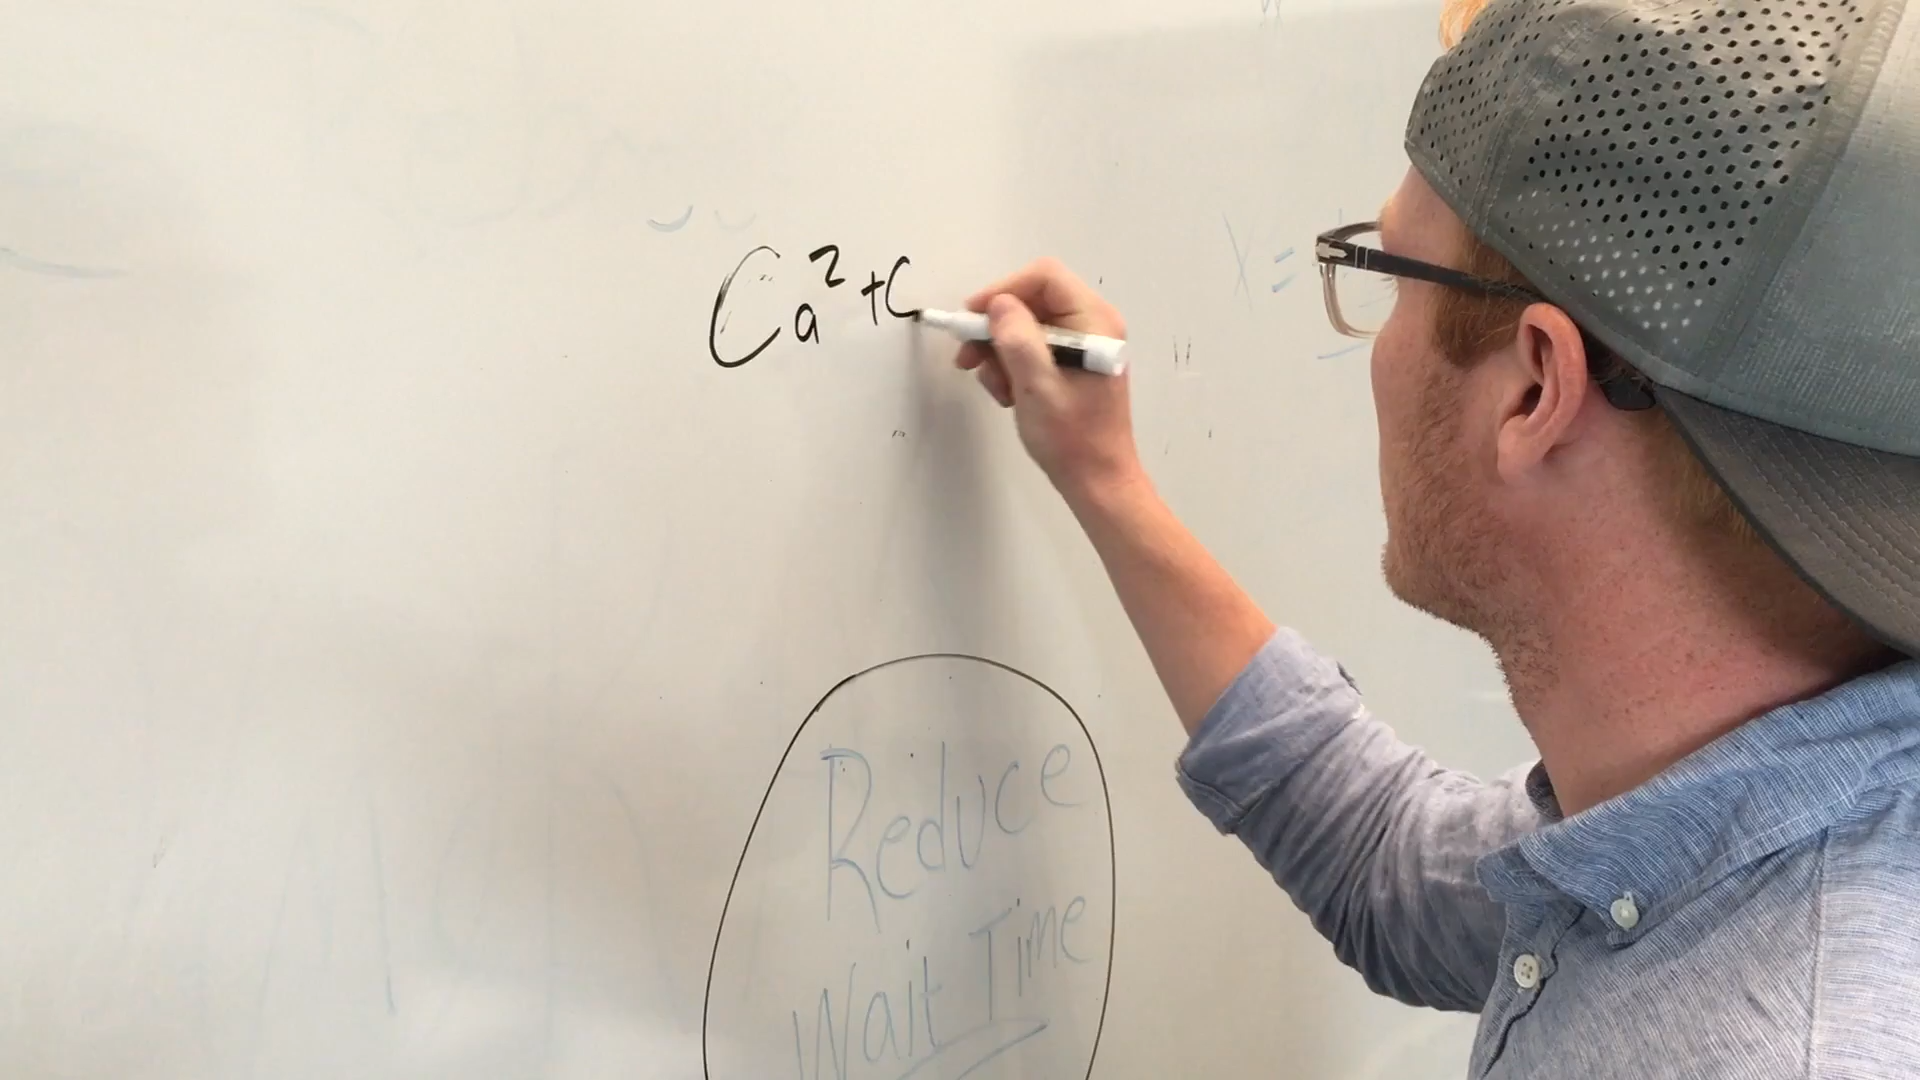 Ca²+C
X =
Reduce
Wait Time